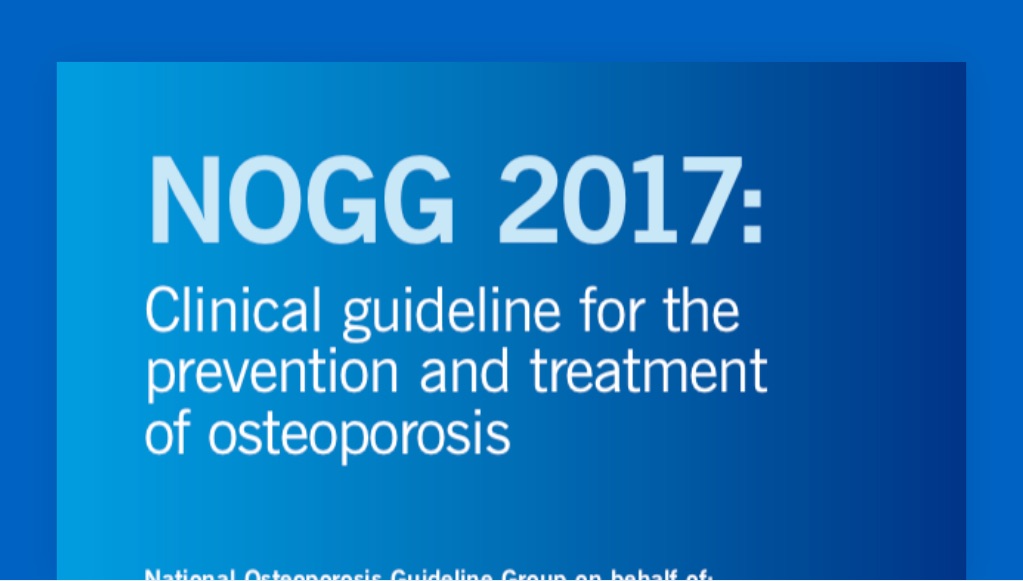 NOGG 2017:
Clinical guideline for the
prevention and treatment
of osteoporosis
National Osteoporosis Guideline Group on behalf of: